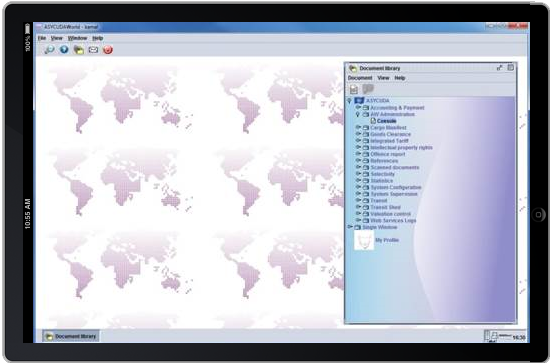 100%
10:55 AM
ASYCUDAWorld - kamal
File View Window Help
Document library
Document View Help
ASYCUDA
Accounting & Payment
AW Administration
Console
Cargo Manifest
Goods Clearance
Integrated Tariff
Intellectual property rights
Offence report
References
Scanned documents
Selectivity
Statistics
System Configuration
System Supervision
Transit
Transit Shed
Valuation control
Web Services Logs
Single Window
My Profile
Document library
16:30